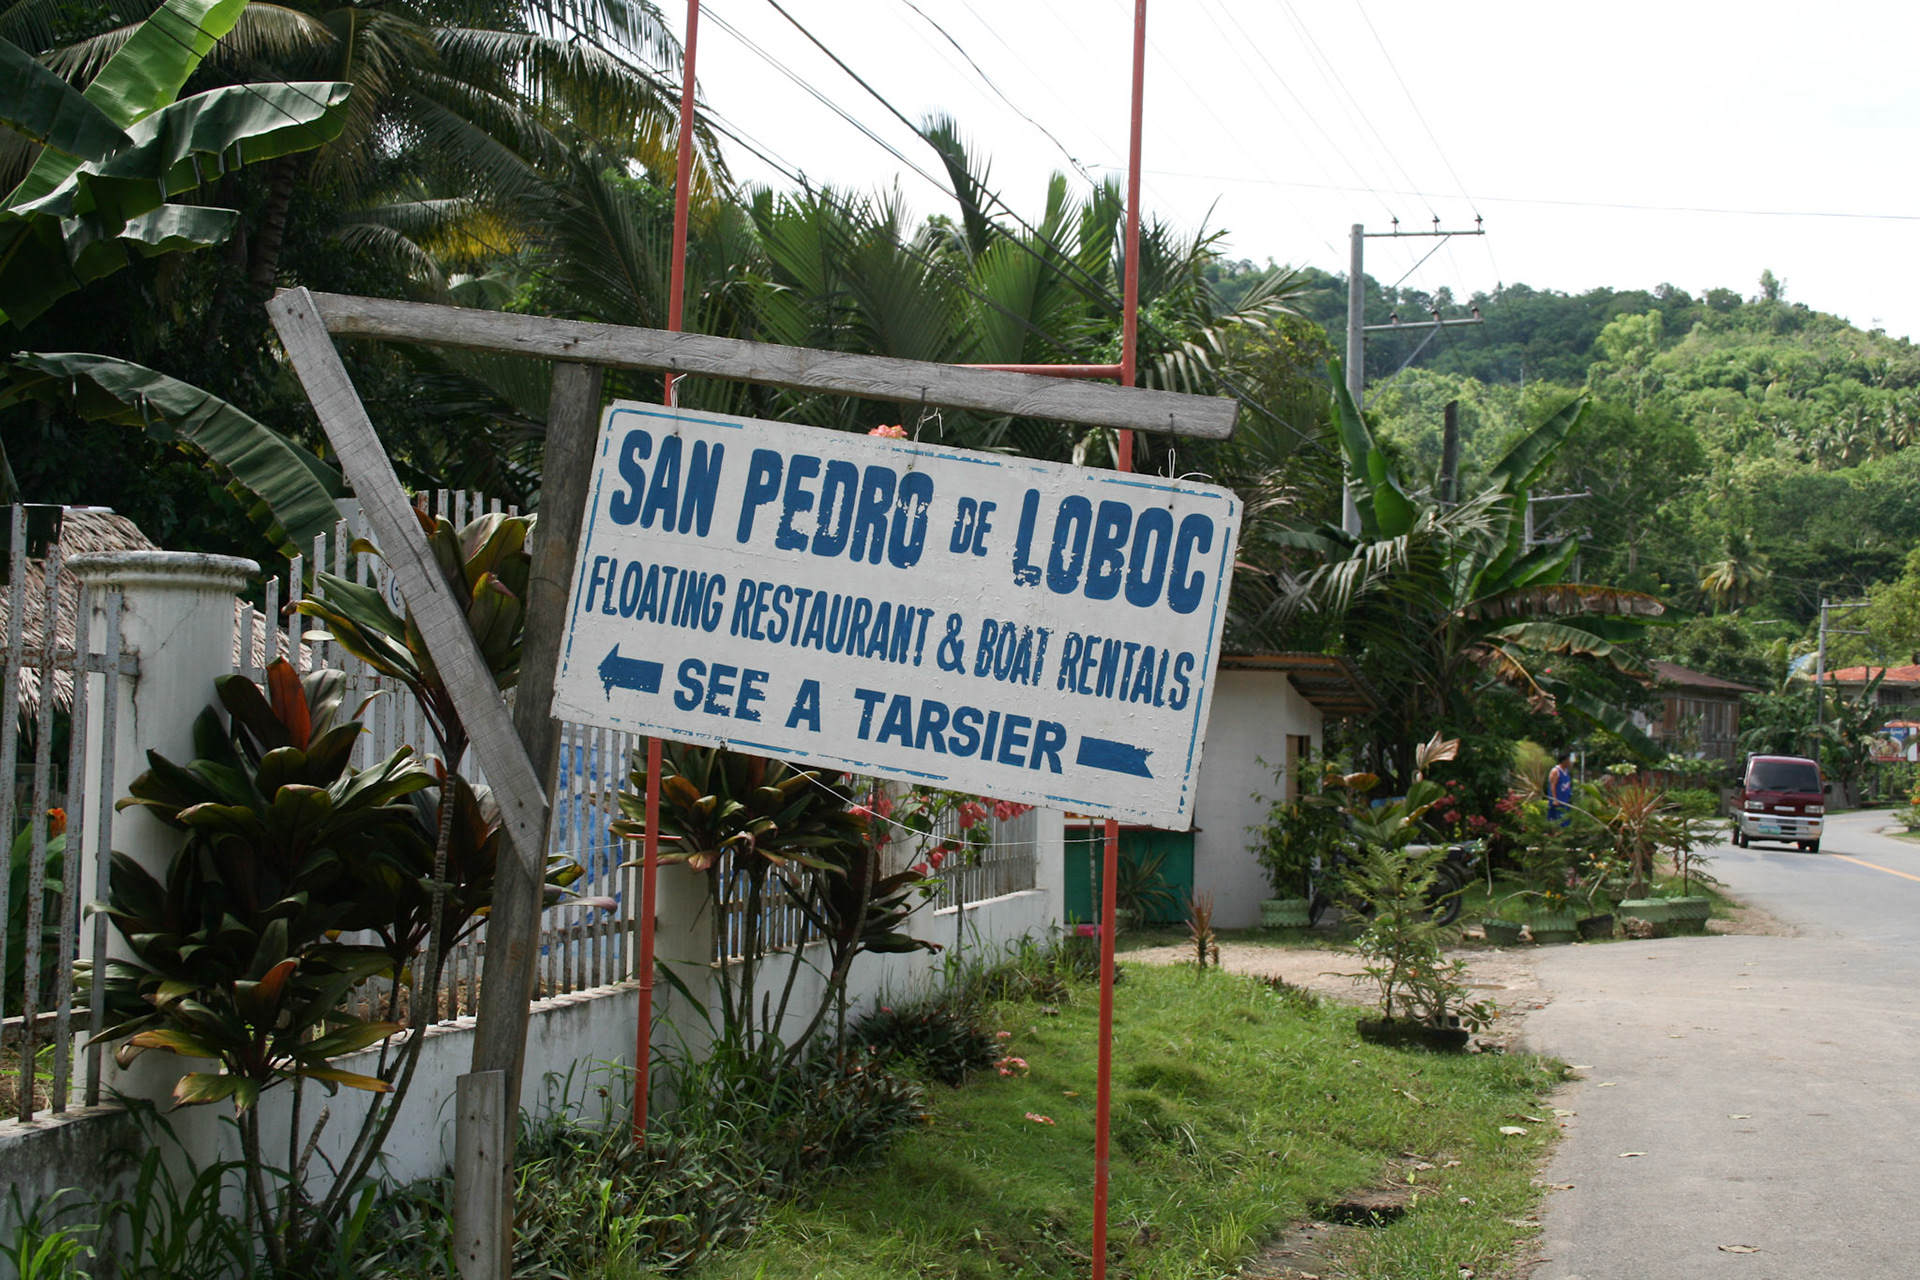 SAN PEDRO DE LOBOC
FLOATING RESTAURANT & BOAT RENTALS
SEE A TARSIER